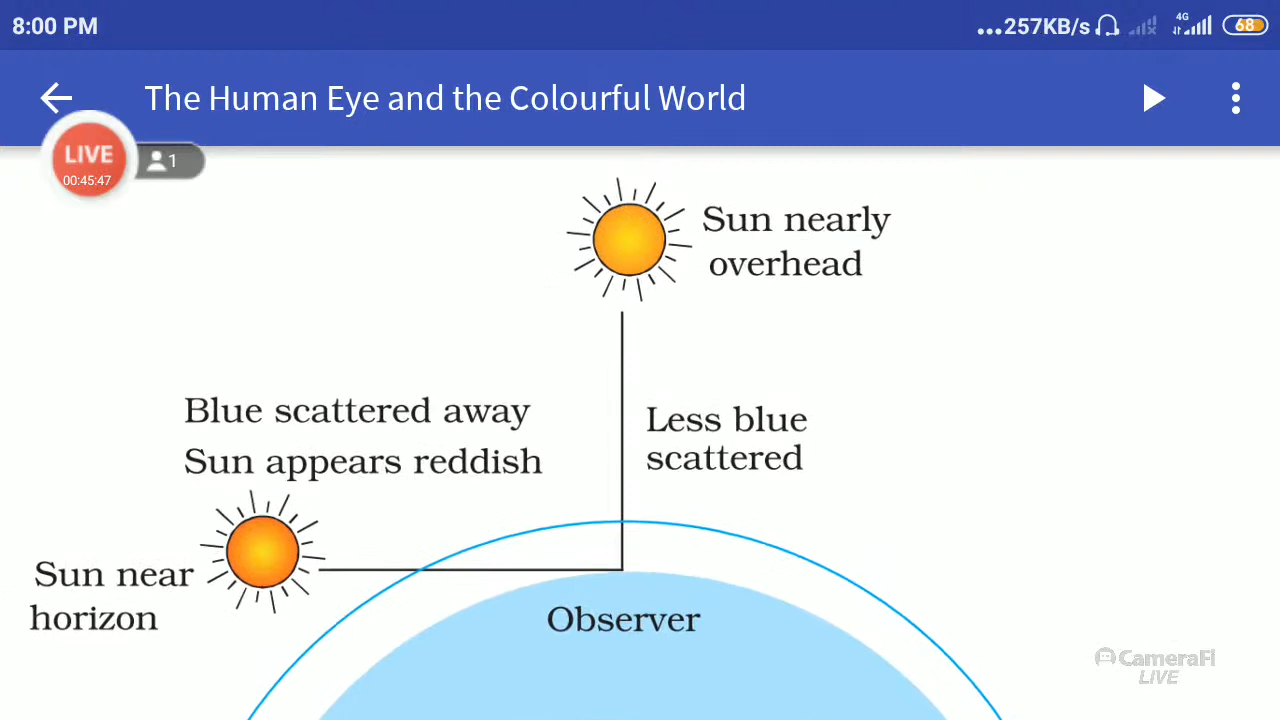 8:00 PM
...257KB/s
4G
68
The Human Eye and the Colourful World
LIVE
00:45:47
1
Sun nearly
overhead
Blue scattered away
Sun appears reddish
Less blue
scattered
Sun near
horizon
Observer
CameraFi
LIVE